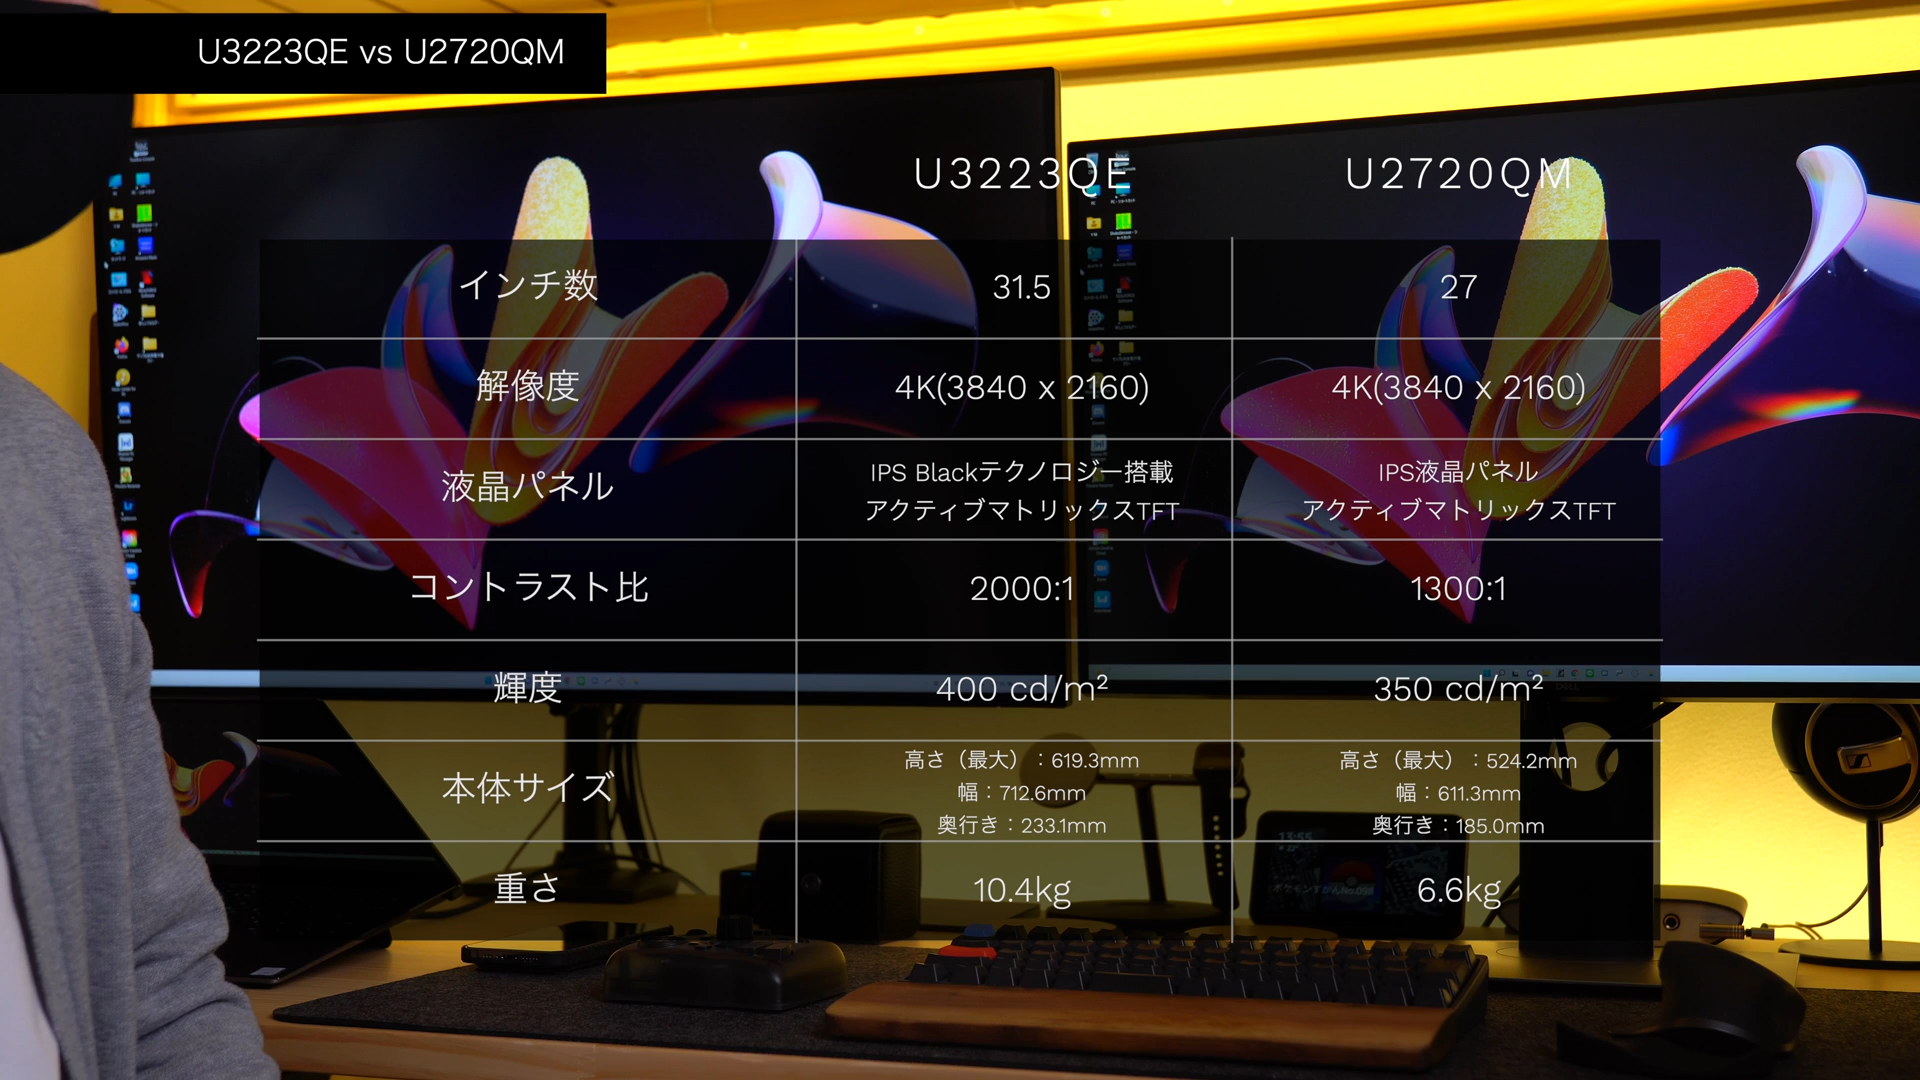 U3223QE vs U2720QM
U3223QE
U2720QM
インチ数
31.5
27
解像度
4K(3840 x 2160)
4K(3840 x 2160)
液晶パネル
IPS Blackテクノロジー搭載
アクティブマトリックスTFT
IPS液晶パネル
アクティブマトリックスTFT
コントラスト比
2000:1
1300:1
輝度
400 cd/m²
350 cd/m²
本体サイズ
高さ（最大）：619.3mm
幅：712.6mm
奥行き：233.1mm
高さ（最大）：524.2mm
幅：611.3mm
奥行き：185.0mm
重さ
10.4kg
6.6kg
13:55